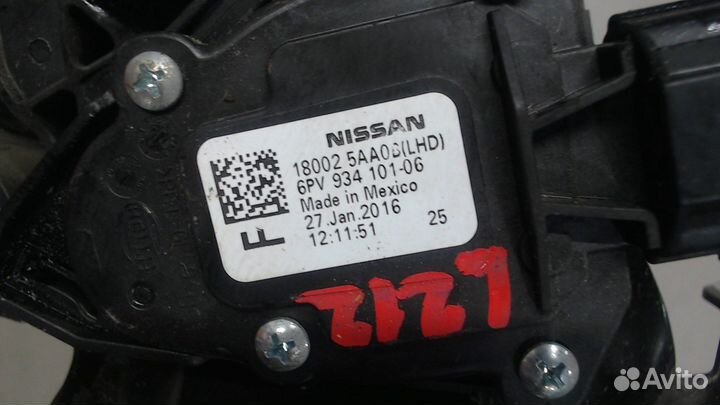 NISSAN
18002 5AA0B(LHD)
6PV 934 101-06
Made in Mexico
27.Jan.2016 25
12:11:51
F
Avito